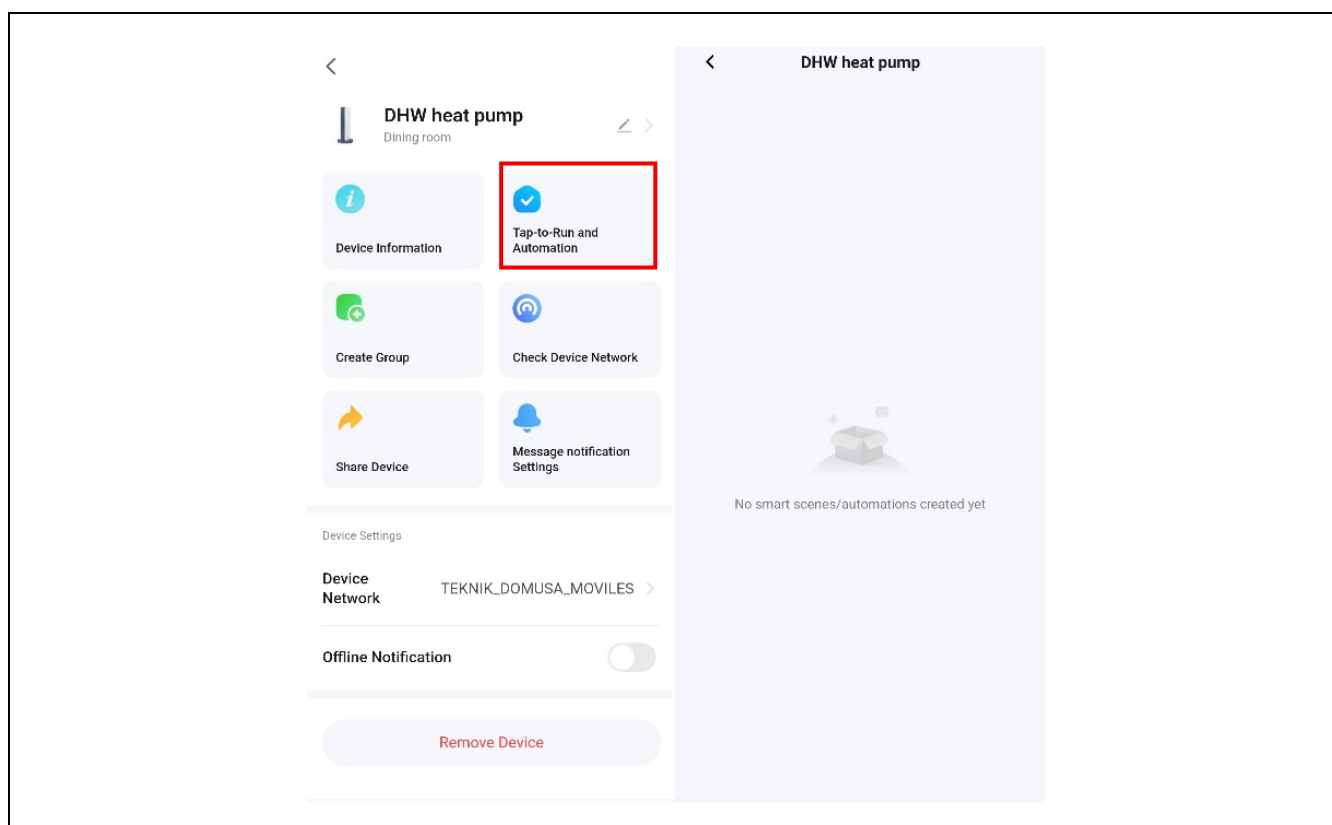 DHW heat pump
Dining room
Device Information
Tap-to-Run and
Automation
Create Group
Check Device Network
Share Device
Message notification
Settings
Device Settings
Device
Network
TEKNIK_DOMUSA_MOVILES
Offline Notification
Remove Device
DHW heat pump
No smart scenes/automations created yet